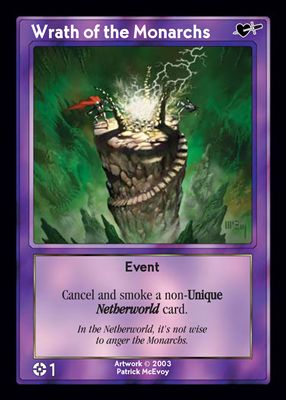 Wrath of the Monarchs
McEvoy
Event
Cancel and smoke a non-Unique
Netherworld card.
In the Netherworld, it's not wise
to anger the Monarchs.
1
Artwork © 2003
Patrick McEvoy